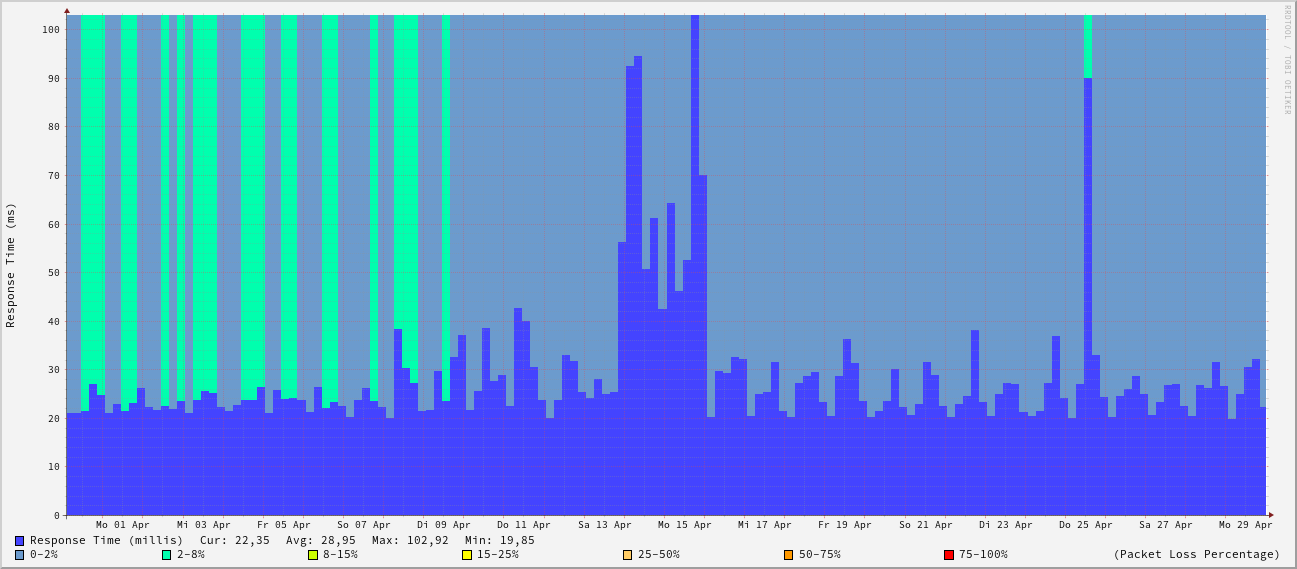 RRDTOOL / TOBI OETIKER
Response Time (ms)
100
90
80
70
60
50
40
30
20
10
0
Mo 01 Apr Mi 03 Apr Fr 05 Apr So 07 Apr Di 09 Apr Do 11 Apr Sa 13 Apr Mo 15 Apr Mi 17 Apr Fr 19 Apr So 21 Apr Di 23 Apr Do 25 Apr Sa 27 Apr Mo 29 Apr
Response Time (millis) Cur: 22,35 Avg: 28,95 Max: 102,92 Min: 19,85
0-2% 2-8% 8-15% 15-25% 25-50% 50-75% 75-100% (Packet Loss Percentage)